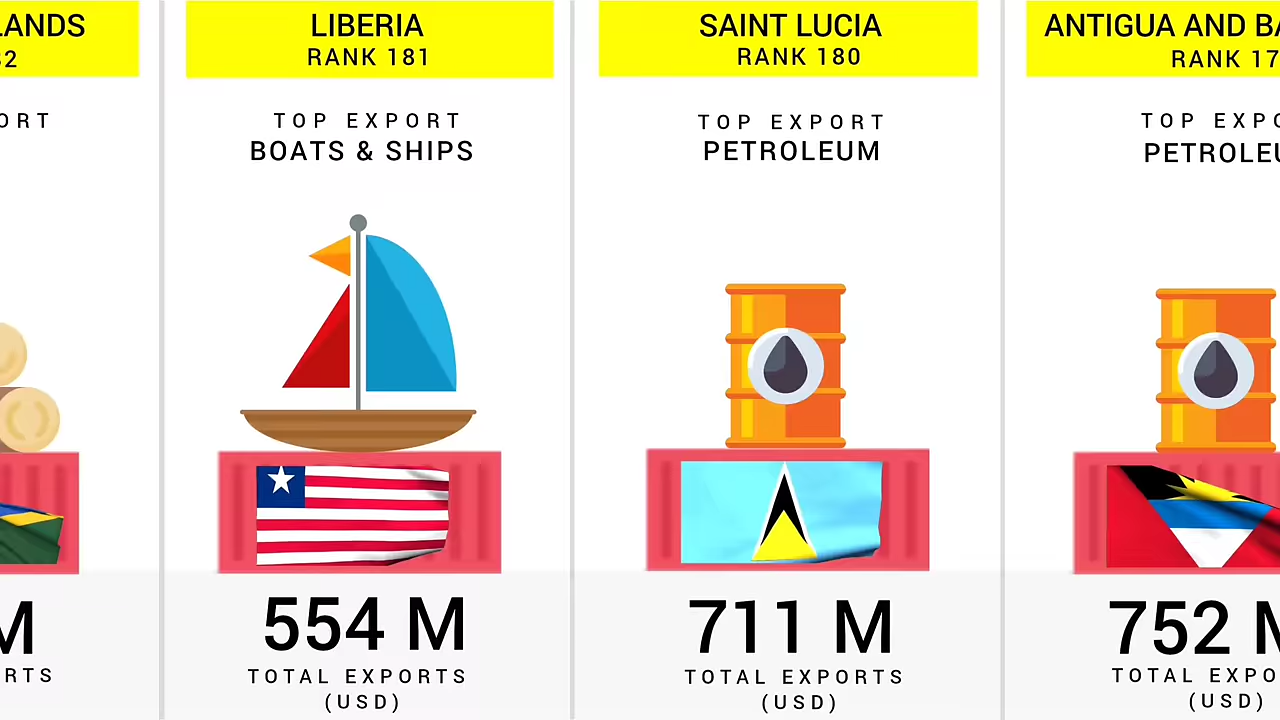 LANDS
ORT
M
RTS
LIBERIA
RANK 181
TOP EXPORT
BOATS & SHIPS
554 M
TOTAL EXPORTS
(USD)
SAINT LUCIA
RANK 180
TOP EXPORT
PETROLEUM
711 M
TOTAL EXPORTS
(USD)
ANTIGUA AND BA
RANK 17
TOP EXPO
PETROLEU
752 M
TOTAL EXPO
(USD)